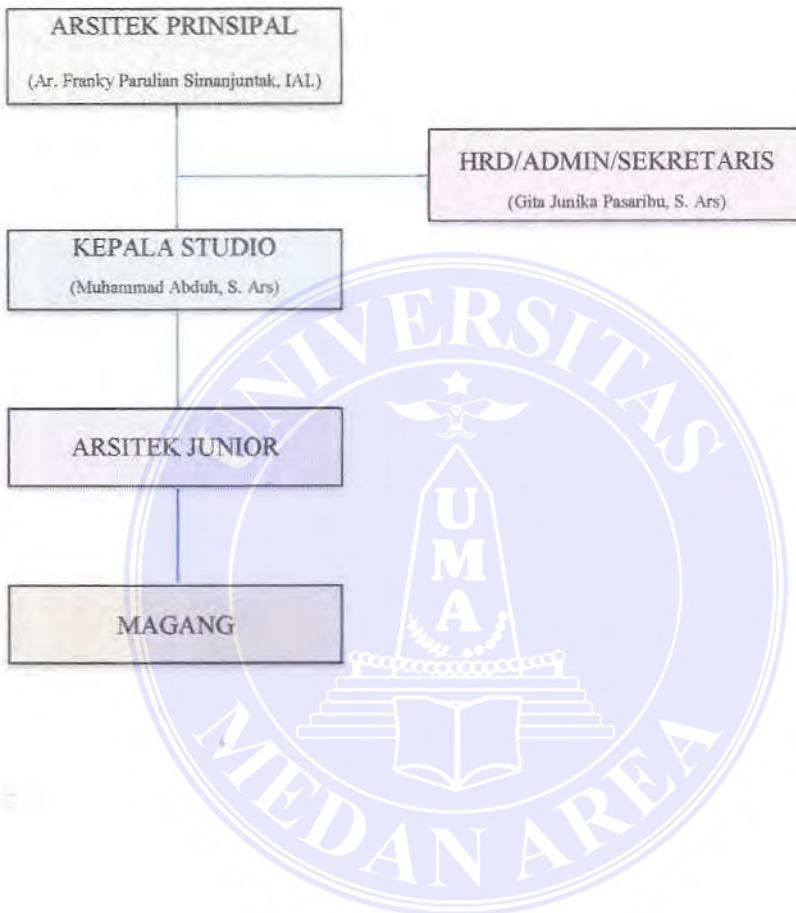 ARSITEK PRINSIPAL
(Ar. Franky Parulian Simanjuntak, IAI.)
HRD/ADMIN/SEKRETARIS
(Gita Junika Pasaribu, S. Ars)
KEPALA STUDIO
(Muhammad Abduh, S. Ars)
ARSITEK JUNIOR
MAGANG
UNIVERSITAS
UMA
MEDAN AREA